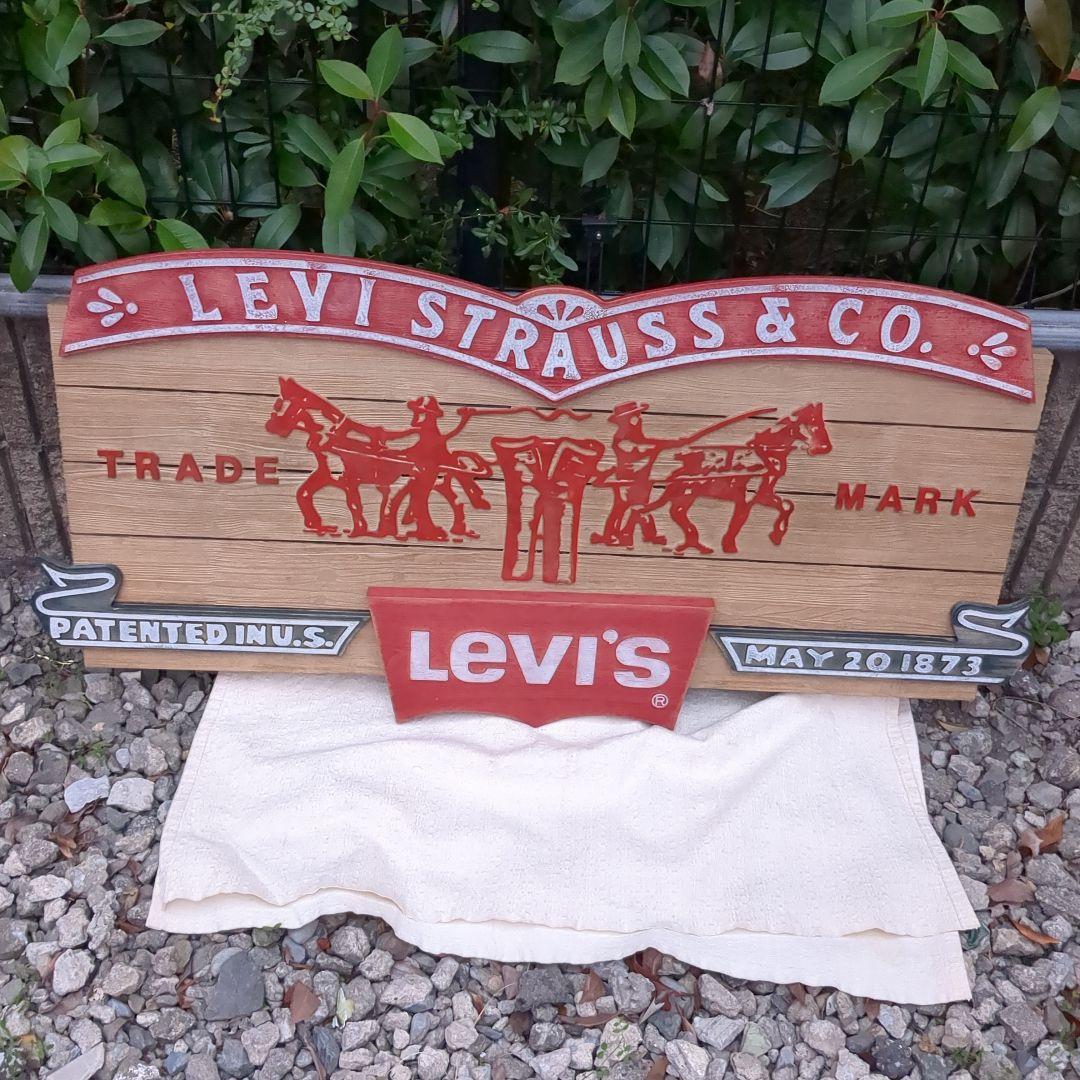 LEVI STRAUSS & CO.
TRADE MARK
PATENTED IN U.S.
LEVI'S ®
MAY 20 1873